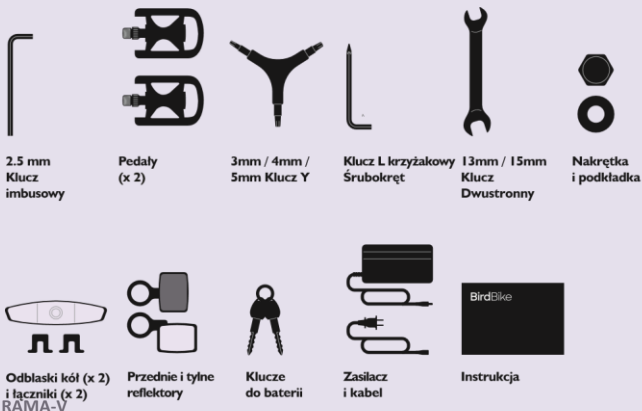 2.5 mm
Klucz
imbusowy
Pedały
(x 2)
3mm / 4mm /
5mm Klucz Y
Klucz L krzyżakowy
Śrubokręt
13mm / 15mm
Klucz
Dwustronny
Nakrętka
i podkładka
BirdBike
Odblaski kół (x 2)
i łączniki (x 2)
Przednie i tylne
reflektory
Klucze
do baterii
Zasilacz
i kabel
Instrukcja
RAMA-V